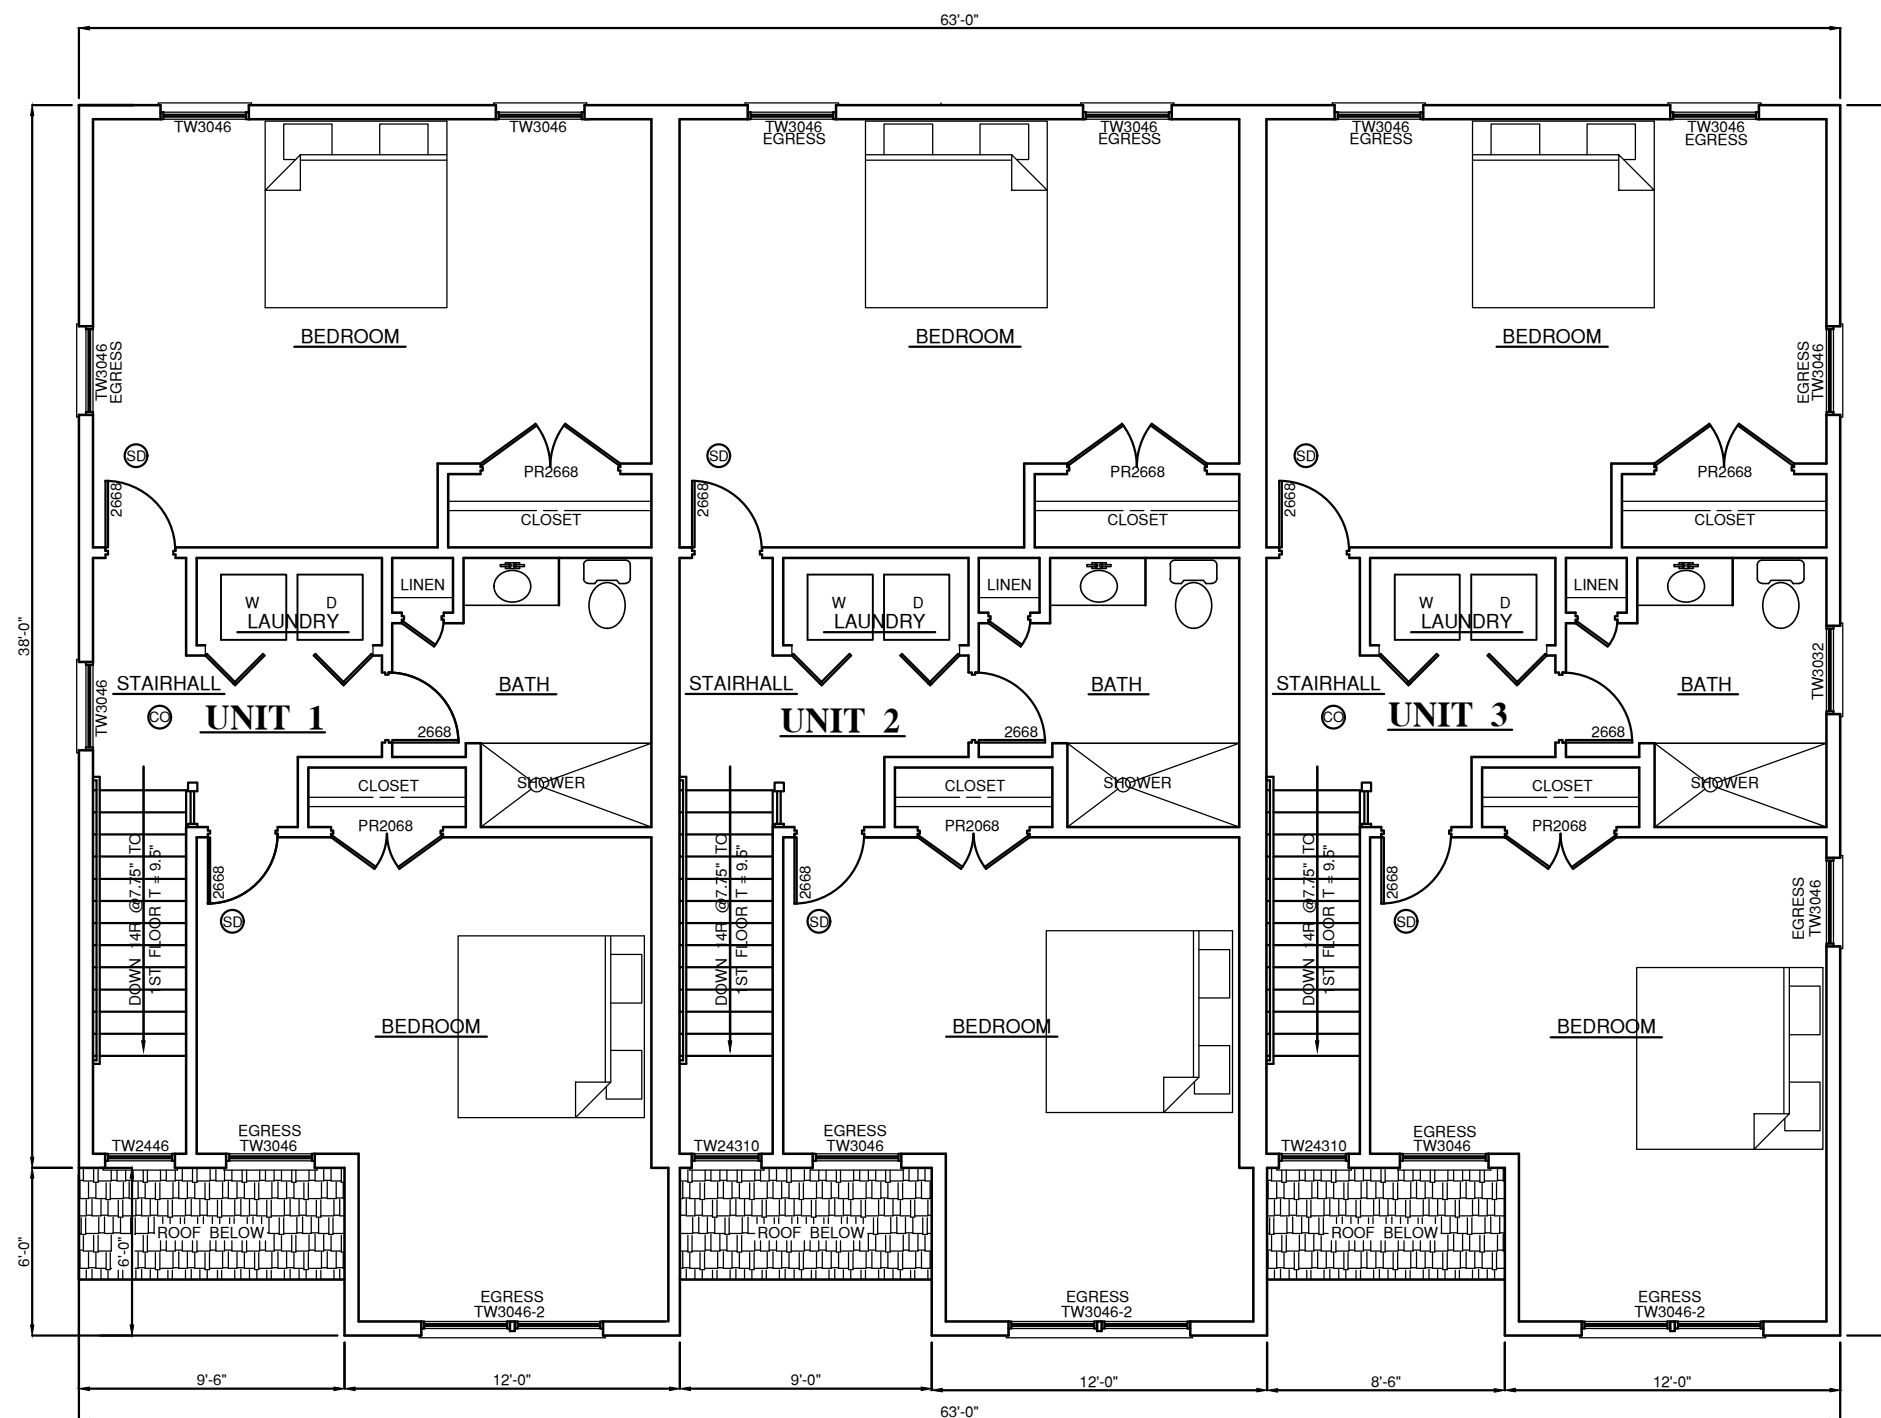 63'-0"
TW3046
TW3046
TW3046
EGRESS
TW3046
EGRESS
TW3046
EGRESS
TW3046
EGRESS
BEDROOM
BEDROOM
BEDROOM
TW3046
EGRESS
EGRESS
TW3046
SD
SD
SD
PR2668
PR2668
PR2668
2668
2668
2668
CLOSET
CLOSET
CLOSET
38'-0"
LINEN
LINEN
LINEN
W D
W D
W D
LAUNDRY
LAUNDRY
LAUNDRY
TW3032
STAIRHALL
BATH
STAIRHALL
BATH
STAIRHALL
BATH
TW3046
CO
UNIT 1
UNIT 2
CO
UNIT 3
2668
2668
2668
CLOSET
SHOWER
CLOSET
SHOWER
CLOSET
SHOWER
PR2068
PR2068
PR2068
DOWN 14R @7.75" TO
1ST FLOOR T = 9.5"
DOWN 14R @7.75" TO
1ST FLOOR T = 9.5"
DOWN 14R @7.75" TO
1ST FLOOR T = 9.5"
2668
2668
2668
SD
SD
SD
EGRESS
TW3046
BEDROOM
BEDROOM
BEDROOM
TW2446
EGRESS
TW3046
TW24310
EGRESS
TW3046
TW24310
EGRESS
TW3046
6'-0"
6'-0"
ROOF BELOW
ROOF BELOW
ROOF BELOW
EGRESS
TW3046-2
EGRESS
TW3046-2
EGRESS
TW3046-2
9'-6"
12'-0"
9'-0"
12'-0"
8'-6"
12'-0"
63'-0"